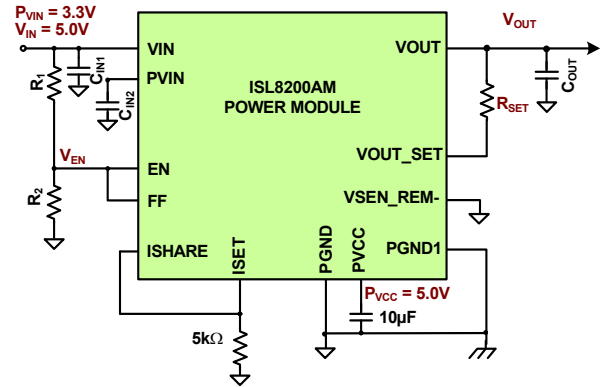 PVIN = 3.3V
VIN = 5.0V
VOUT
R1
CIN1
CIN2
VIN
PVIN
ISL8200AM
POWER MODULE
VOUT
COUT
RSET
VEN
EN
FF
VOUT_SET
R2
VSEN_REM-
ISHARE
ISET
PGND
PVCC
PGND1
PVCC = 5.0V
10µF
5kΩ